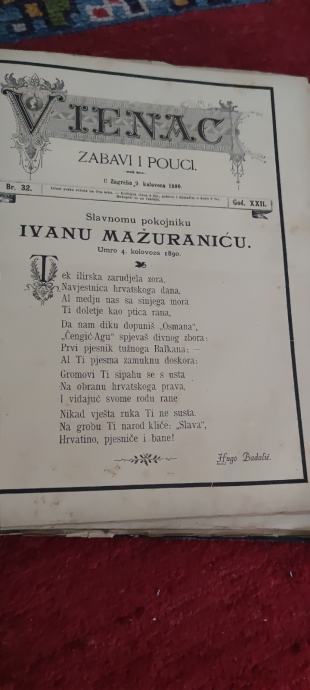 VIENAC
ZABAVI I POUCI.
U Zagrebu 9. kolovoza 1890.
Br. 32.
God. XXII.
Slavnomu pokojniku
IVANU MAŽURANIĆU.
Umro 4. kolovoza 1890.
Tek ilirska zarudjela zora,
Navjestnica hrvatskoga dana,
Al medju nas sa sinjega mora
Ti doletje kao ptica rana,
Da nam diku dopuniš „Osmana“,
„Čengić-Agu“ spjevaš divnog zbora:
Prvi pjesnik tužnoga Balkana: —
Al Ti pjesma zamuknu doskora:
Gromovi Ti sipahu se s usta
Na obranu hrvatskoga prava,
I vidajuć svome rodu rane
Nikad vješta ruka Ti ne susta.
Na grobu Ti narod kliče: „Slava“,
Hrvatino, pjesniče i bane!
Hugo Badalić.